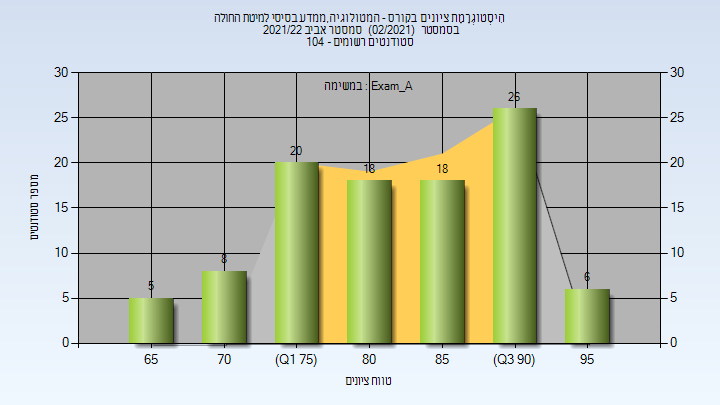 היסטוגרמת ציונים בקורס - המטולוגיה,ממדע בסיסי למיטת החולה
בסמסטר (02/2021) סמסטר אביב 2021/22
סטודנטים רשומים - 104
במשימה : Exam_A
30 30
25 25
20 20
15 15
10 10
5 5
0 0
5 8 20 18 18 26 6
65 70 (Q1 75) 80 85 (Q3 90) 95
מספר סטודנטים
טווח ציונים